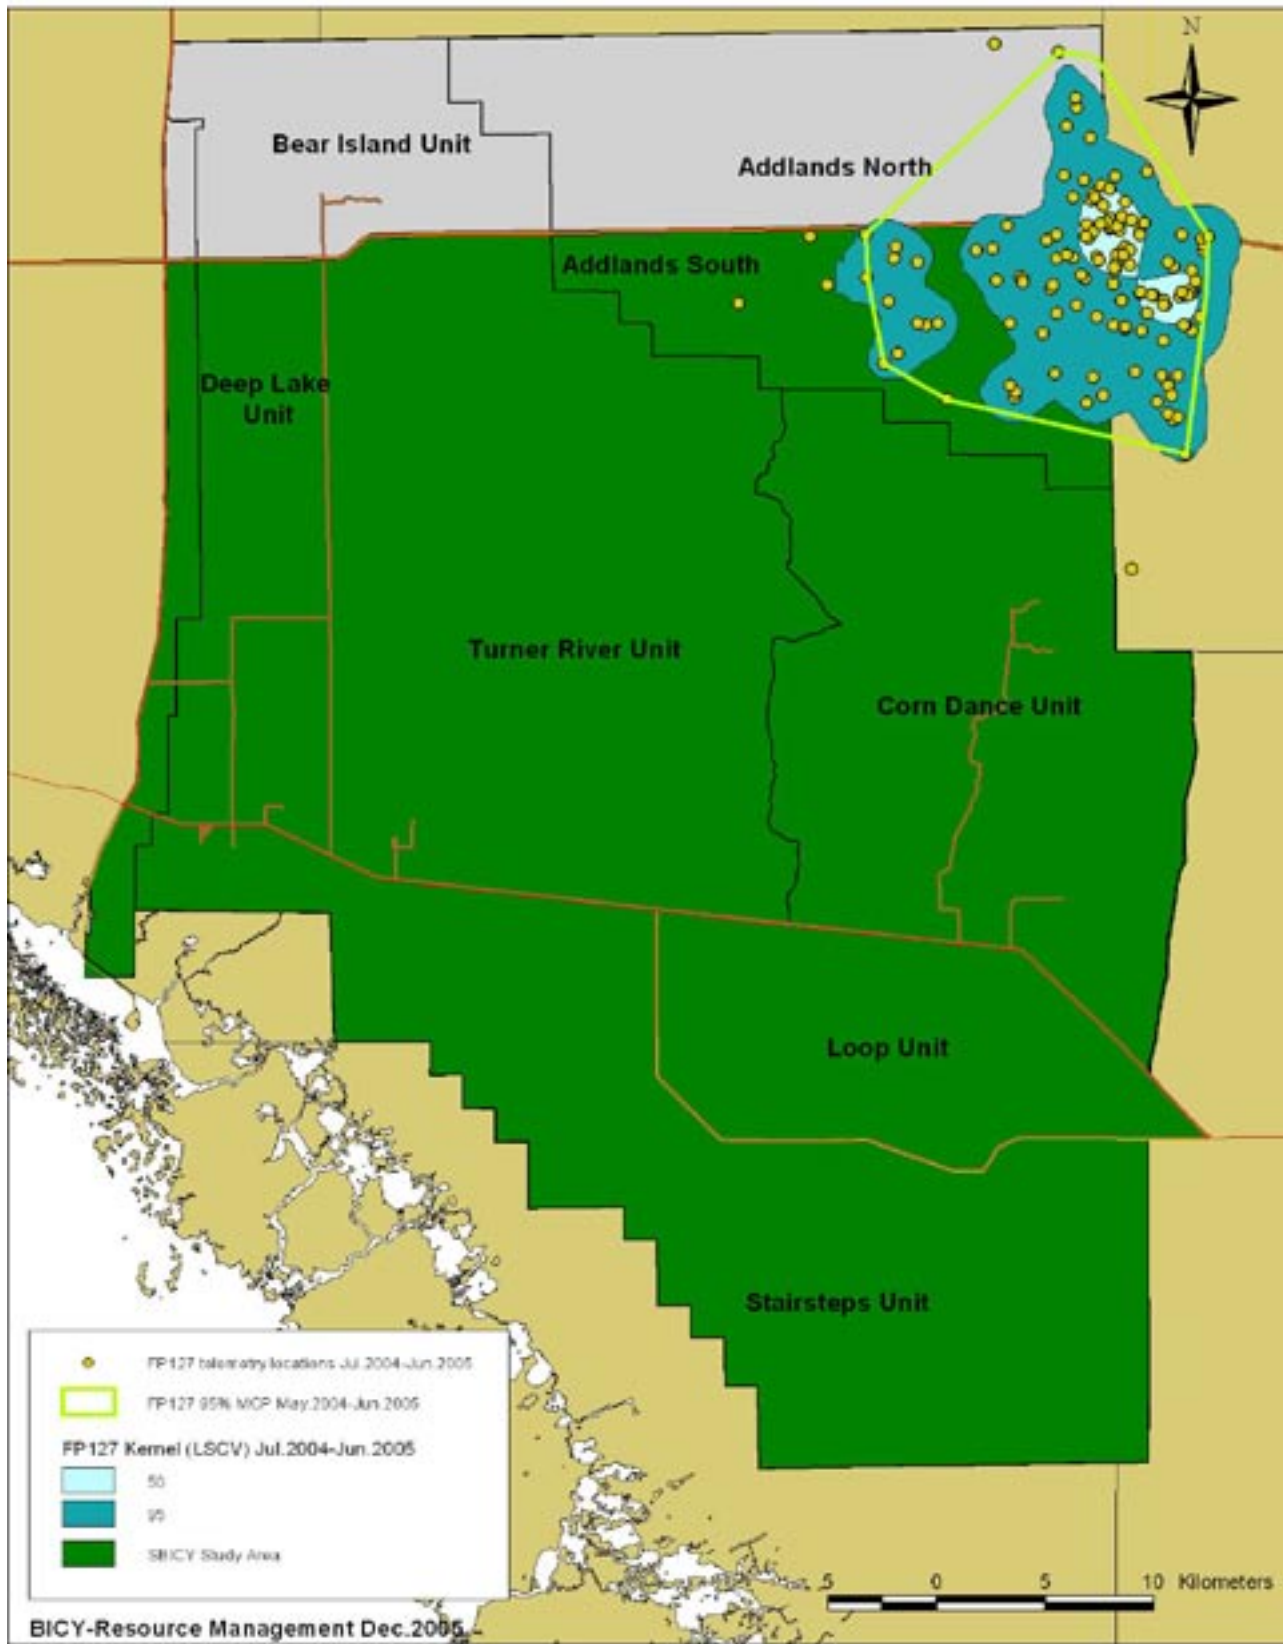 N
Bear Island Unit
Addlands North
Addlands South
Deep Lake
Unit
Turner River Unit
Corn Dance Unit
Loop Unit
Stairsteps Unit
FP127 telemetry locations Jul.2004-Jun.2005
FP127 95% MCP May.2004-Jun.2005
FP127 Kernel (LSCV) Jul.2004-Jun.2005
50
95
SBICY Study Area
5 0 5 10 Kilometers
BICY-Resource Management Dec.2005